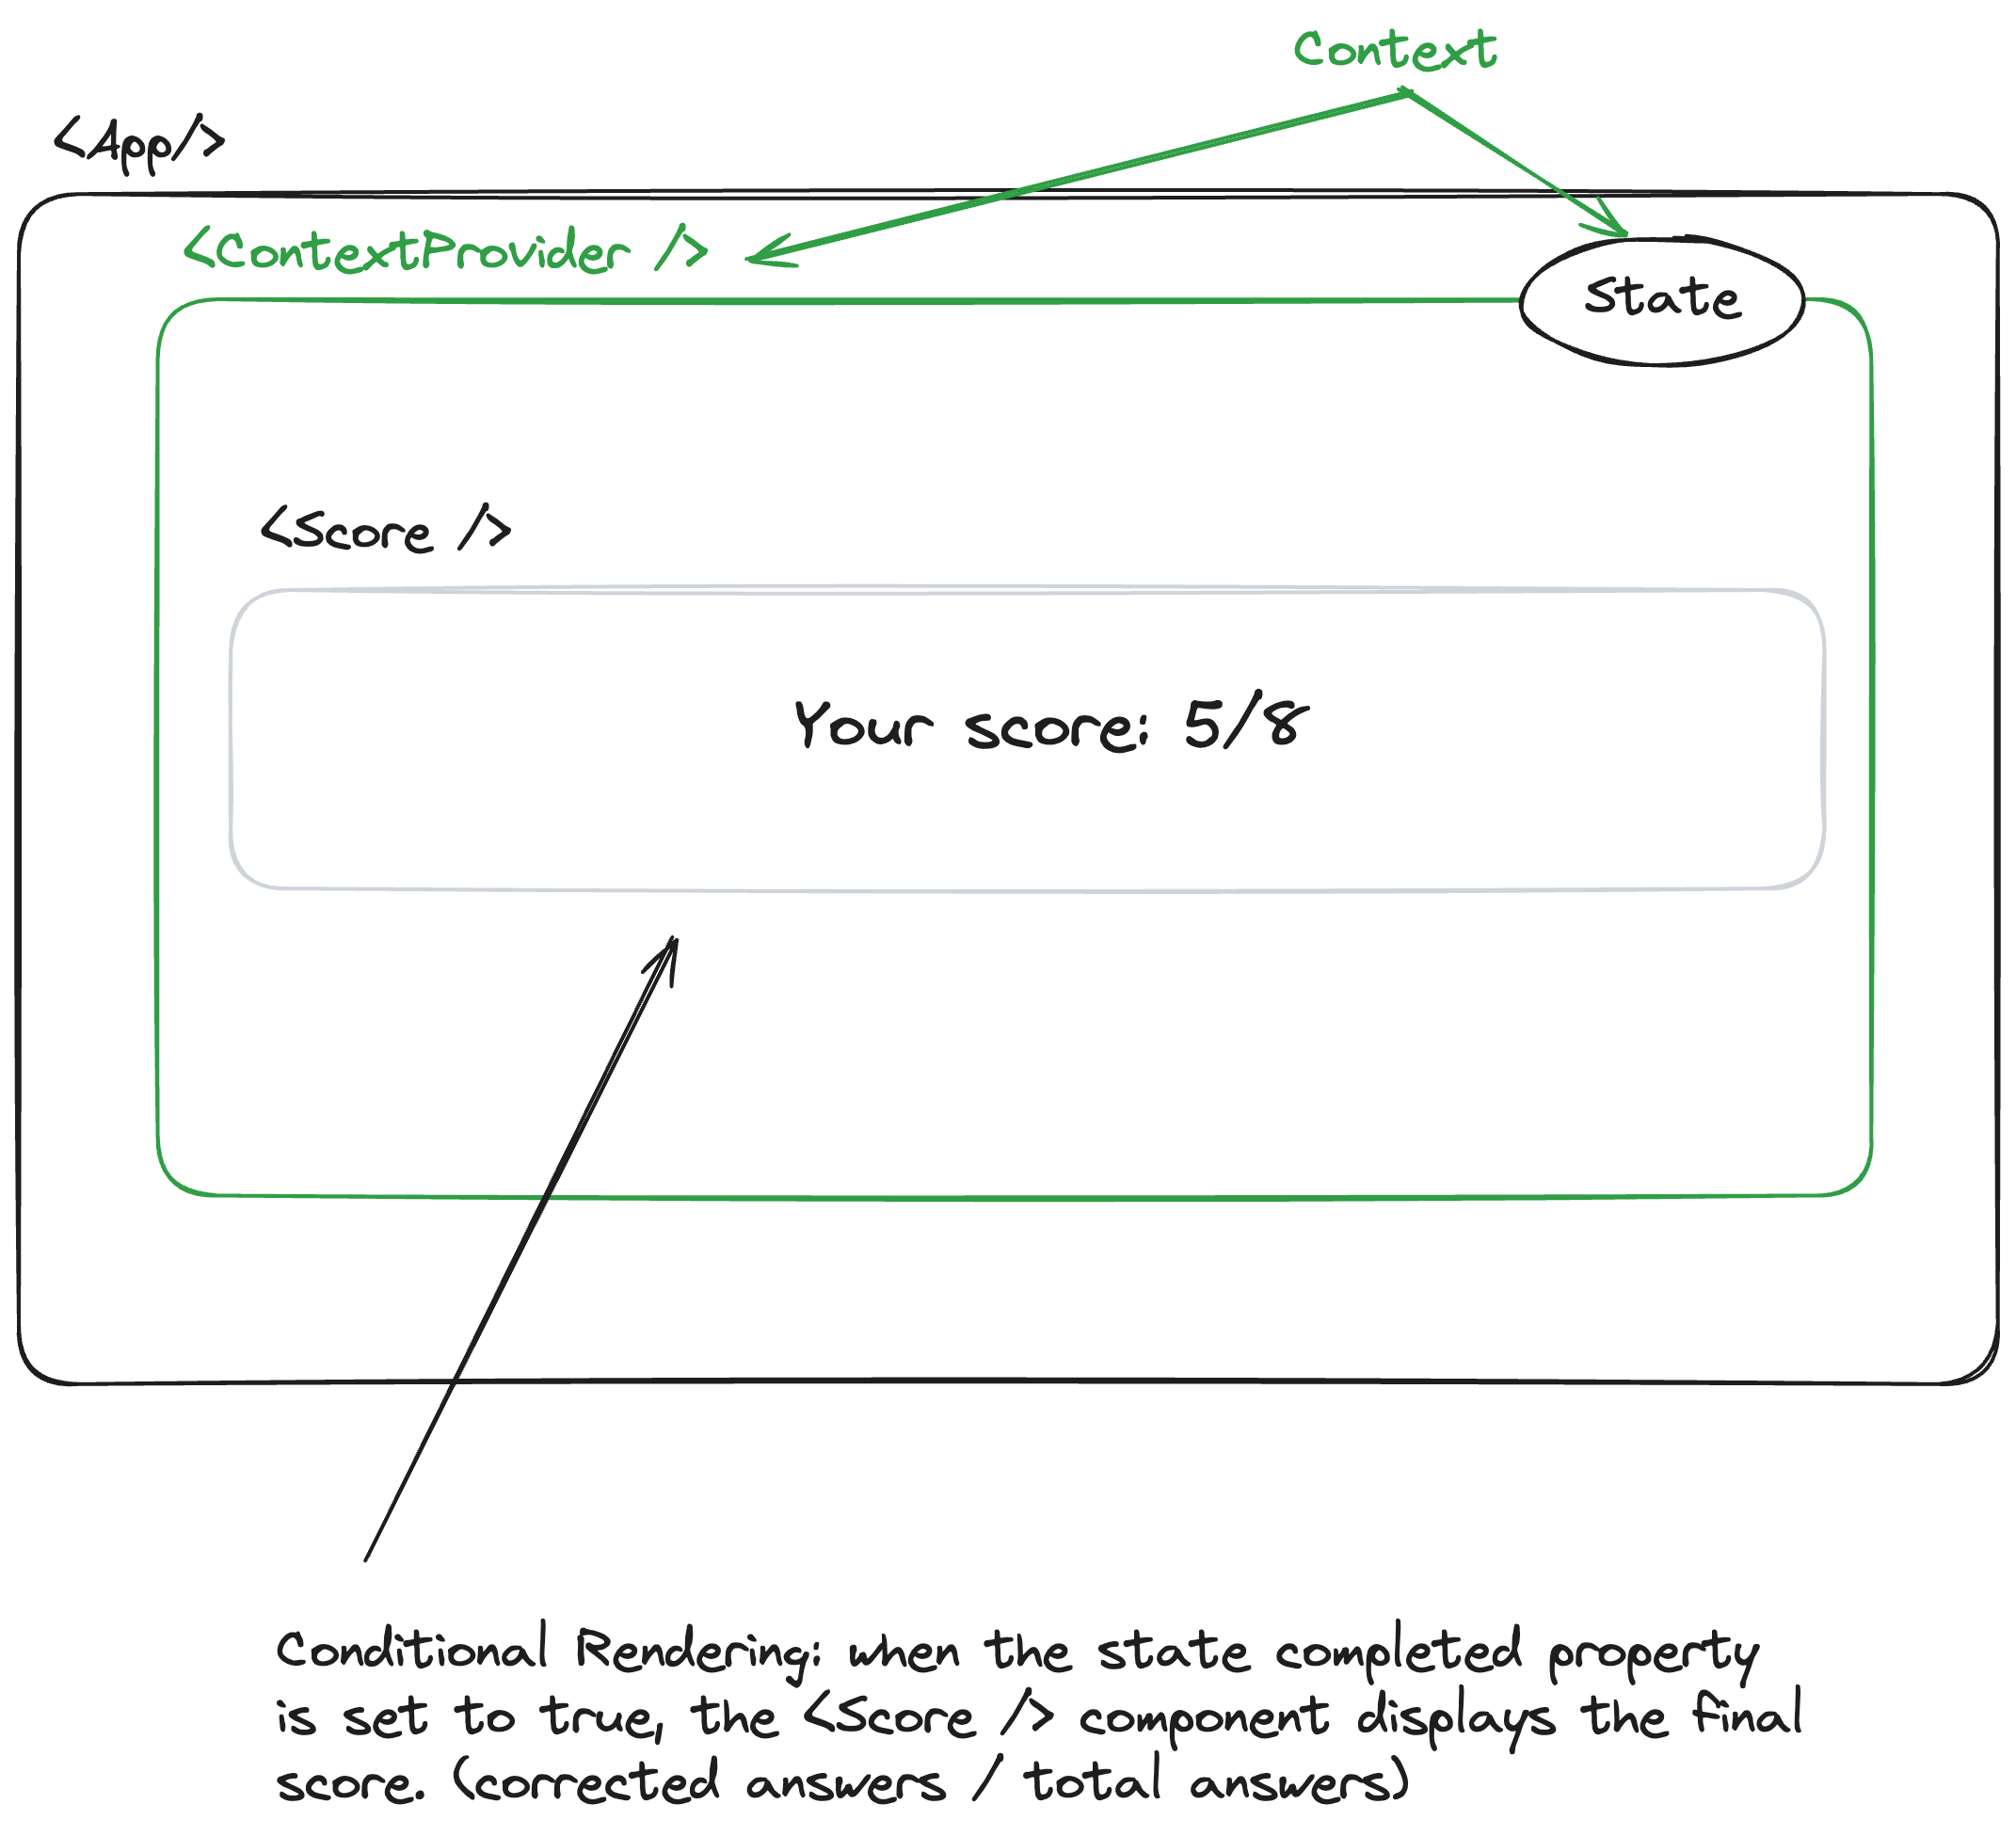 Context
<App/>
<ContextProvider />
state
<Score />
Your score: 5/8
Conditional Rendering: when the state completed property
is set to true, the <Score /> component displays the final
score. (corrected answers / total answers)